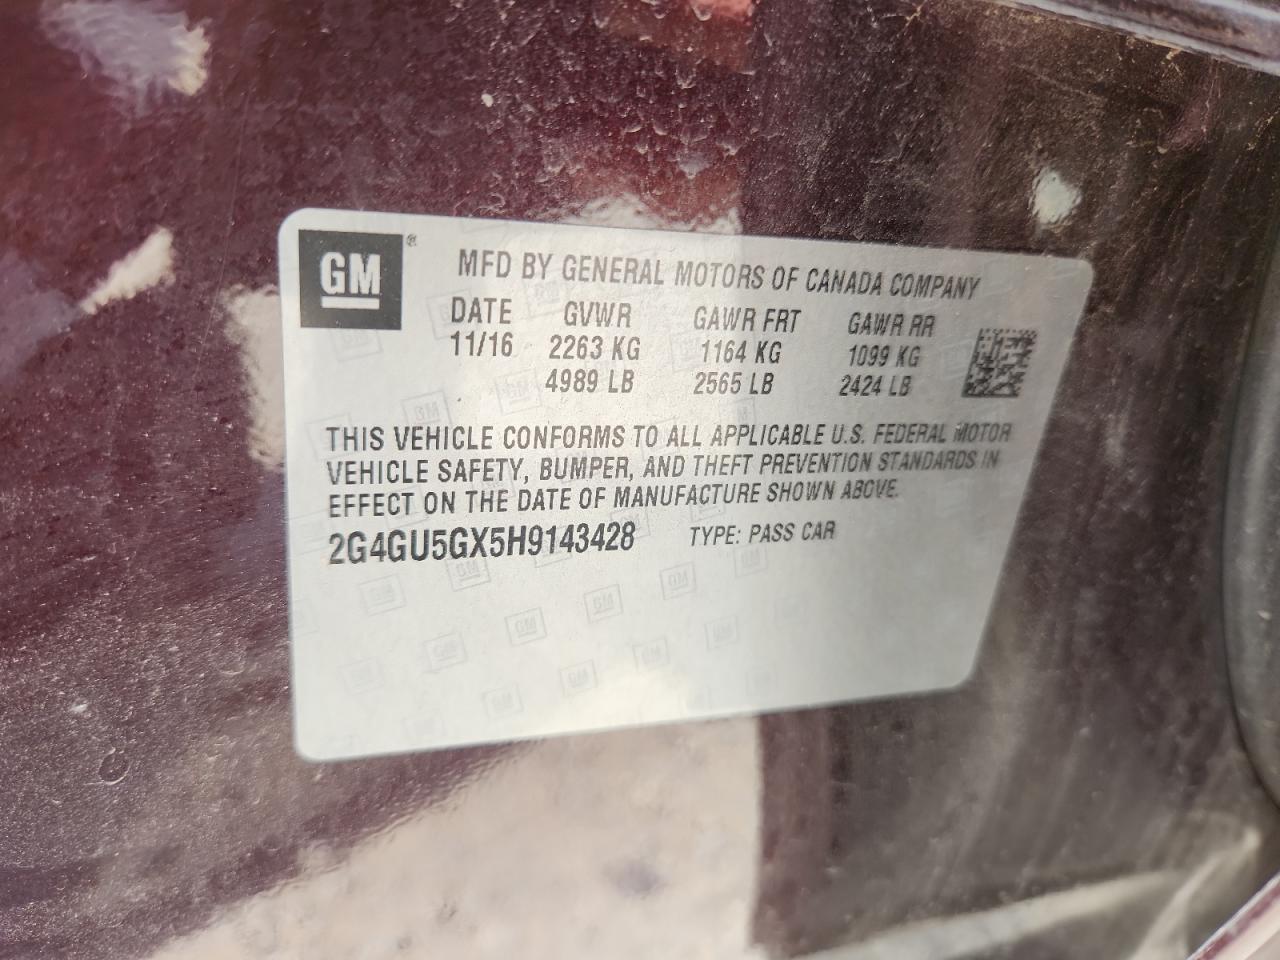 GM ®
MFD BY GENERAL MOTORS OF CANADA COMPANY
DATE GVWR GAWR FRT GAWR RR
11/16 2263 KG 1164 KG 1099 KG
4989 LB 2565 LB 2424 LB
THIS VEHICLE CONFORMS TO ALL APPLICABLE U.S. FEDERAL MOTOR
VEHICLE SAFETY, BUMPER, AND THEFT PREVENTION STANDARDS IN
EFFECT ON THE DATE OF MANUFACTURE SHOWN ABOVE.
2G4GU5GX5H9143428 TYPE: PASS CAR